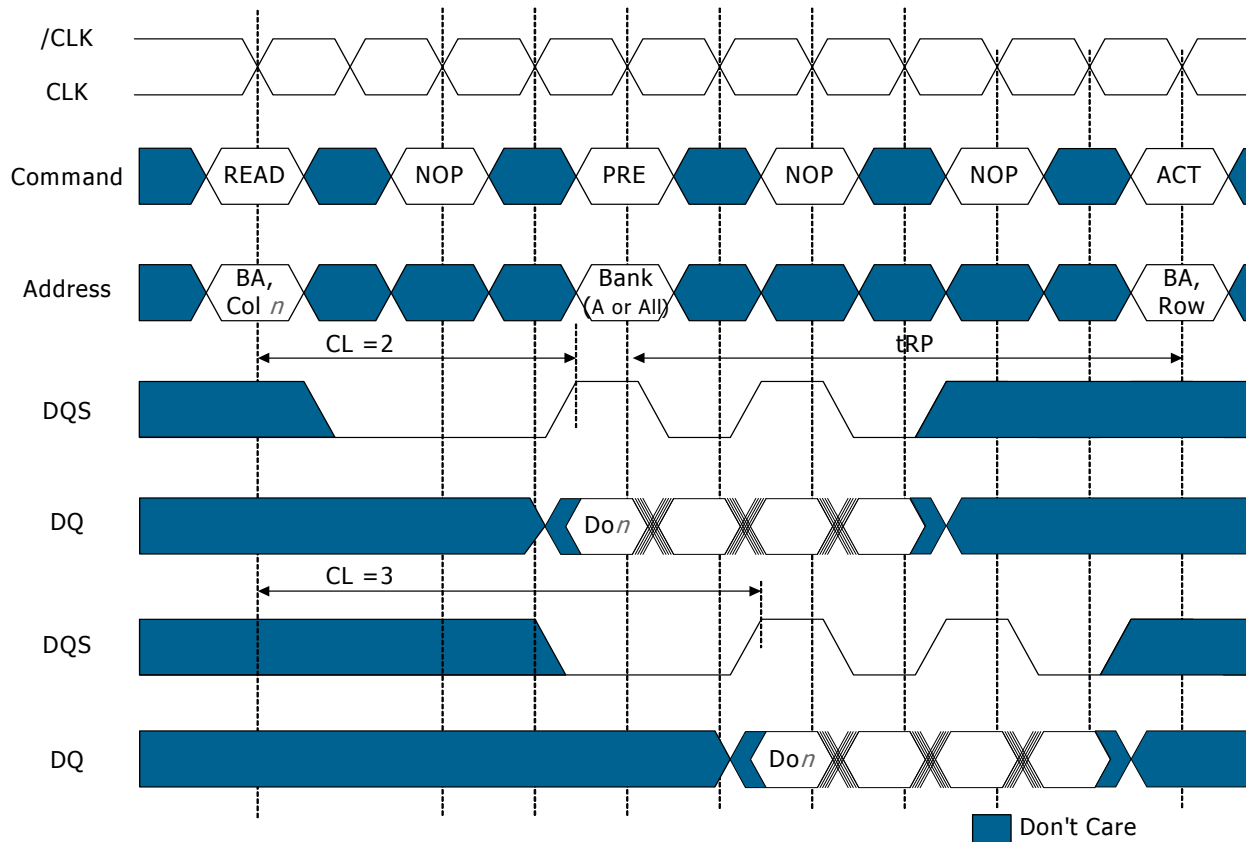 /CLK
CLK
Command READ NOP PRE NOP NOP ACT
Address BA, Bank BA,
Col n (A or All) Row
CL =2 tRP
DQS
DQ Don
CL =3
DQS
DQ Don
Don't Care